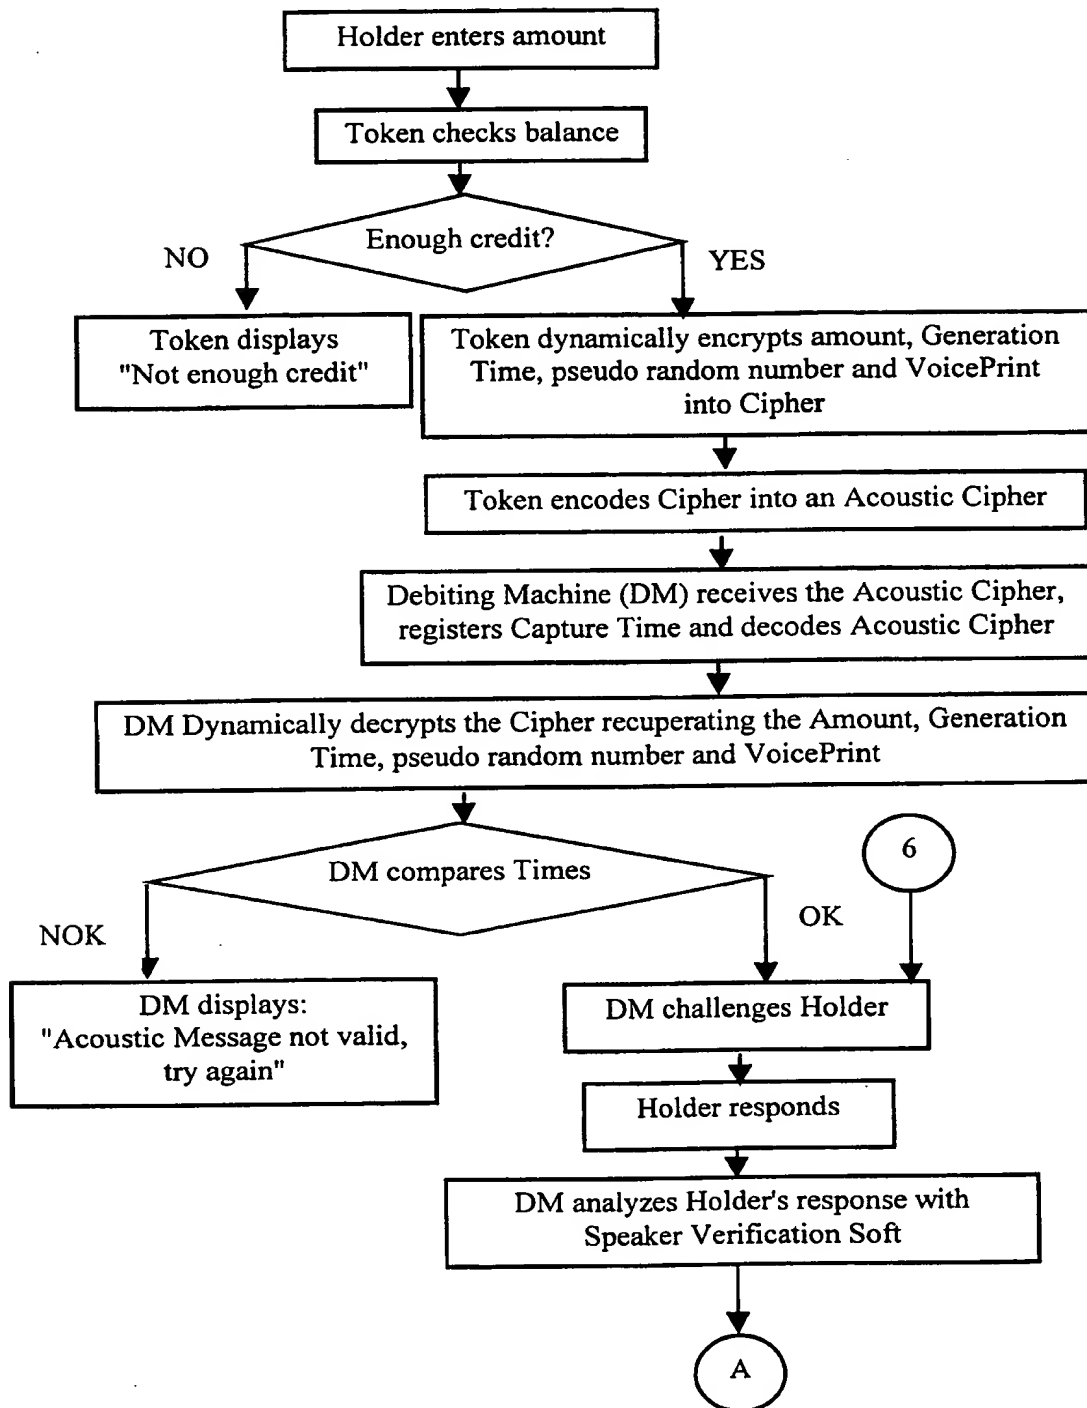 Holder enters amount
Token checks balance
Enough credit?
NO
YES
Token displays
"Not enough credit"
Token dynamically encrypts amount, Generation
Time, pseudo random number and VoicePrint
into Cipher
Token encodes Cipher into an Acoustic Cipher
Debiting Machine (DM) receives the Acoustic Cipher,
registers Capture Time and decodes Acoustic Cipher
DM Dynamically decrypts the Cipher recuperating the Amount, Generation
Time, pseudo random number and VoicePrint
DM compares Times
6
NOK
OK
DM displays:
"Acoustic Message not valid,
try again"
DM challenges Holder
Holder responds
DM analyzes Holder's response with
Speaker Verification Soft
A